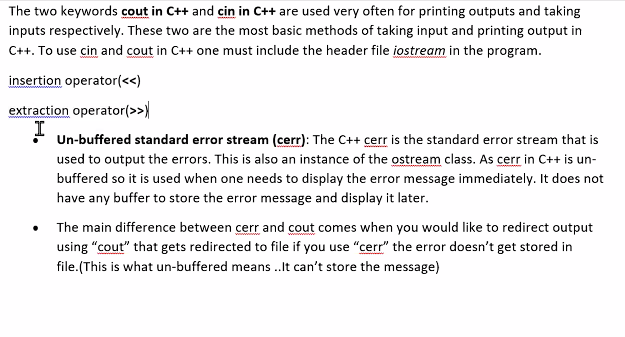 The two keywords cout in C++ and cin in C++ are used very often for printing outputs and taking
inputs respectively. These two are the most basic methods of taking input and printing output in
C++. To use cin and cout in C++ one must include the header file iostream in the program.
insertion operator(<<)
extraction operator(>>)
• Un-buffered standard error stream (cerr): The C++ cerr is the standard error stream that is
used to output the errors. This is also an instance of the ostream class. As cerr in C++ is un-
buffered so it is used when one needs to display the error message immediately. It does not
have any buffer to store the error message and display it later.
• The main difference between cerr and cout comes when you would like to redirect output
using “cout” that gets redirected to file if you use “cerr” the error doesn’t get stored in
file.(This is what un-buffered means ..It can’t store the message)